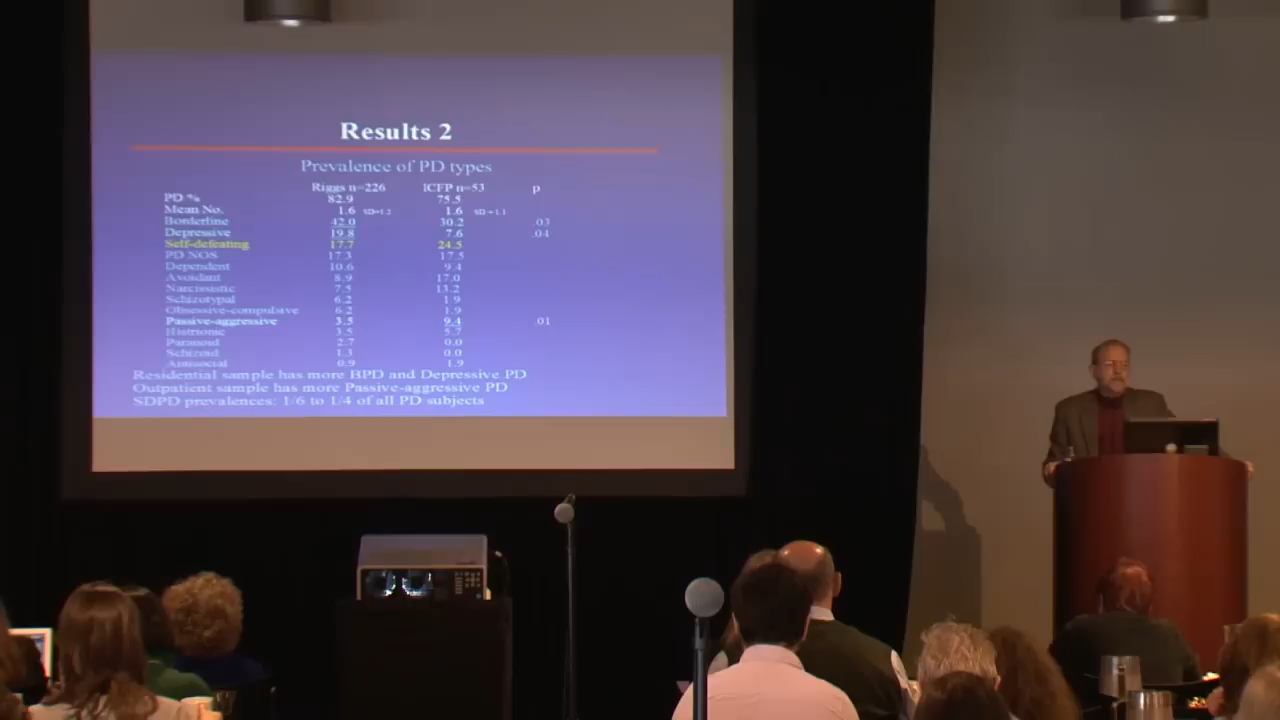 Results 2
Prevalence of PD types
Riggs n=226 ICFP n=53 p
PD % 82.9 75.5
Mean No. 1.6 SD=1.2 1.6 SD = 1.1
Borderline 42.0 30.2 .03
Depressive 19.8 7.6 .04
Self-defeating 17.7 24.5
PD NOS 17.3 17.5
Dependent 10.6 9.4
Avoidant 8.9 17.0
Narcissistic 7.5 13.2
Schizotypal 6.2 1.9
Obsessive-compulsive 6.2 1.9
Passive-aggressive 3.5 9.4 .01
Histrionic 3.5 5.7
Paranoid 2.7 0.0
Schizoid 1.3 0.0
Antisocial 0.9 1.9
Residential sample has more BPD and Depressive PD
Outpatient sample has more Passive-aggressive PD
SDPD prevalences: 1/6 to 1/4 of all PD subjects